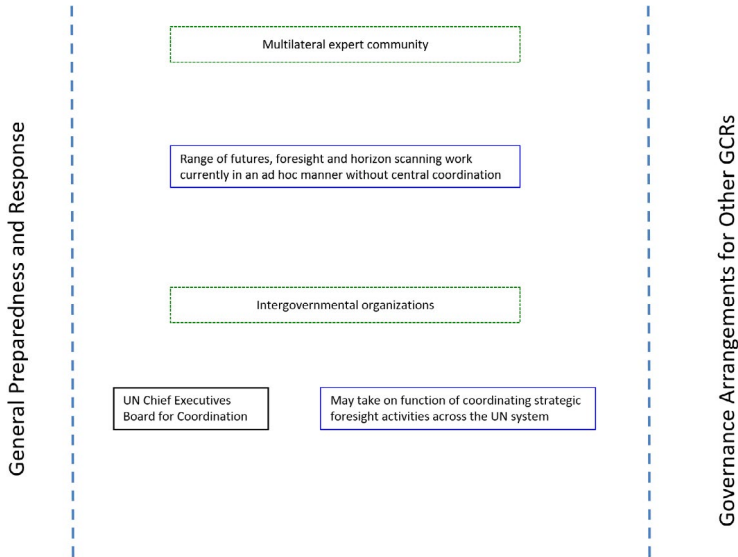 General Preparedness and Response
Multilateral expert community
Range of futures, foresight and horizon scanning work
currently in an ad hoc manner without central coordination
Intergovernmental organizations
UN Chief Executives
Board for Coordination
May take on function of coordinating strategic
foresight activities across the UN system
Governance Arrangements for Other GCRs